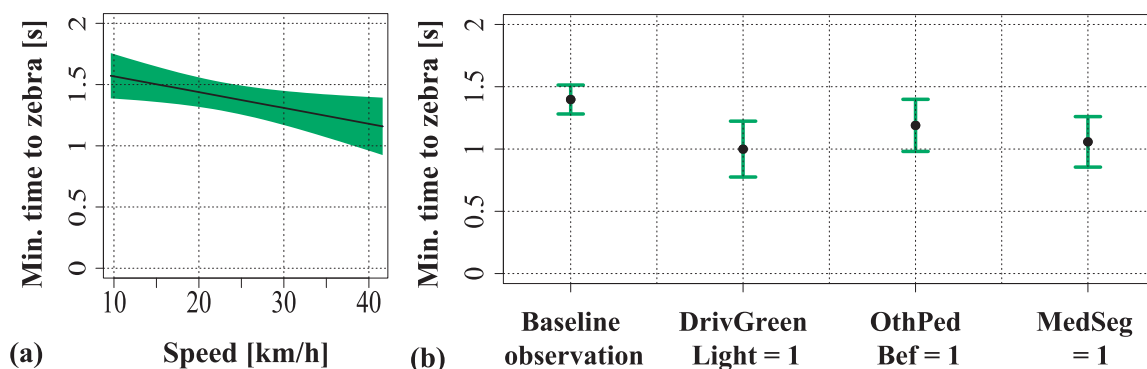 Min. time to zebra [s]
2
1.5
1
0.5
0
10
20
30
40
Speed [km/h]
(a)
Min. time to zebra [s]
2
1.5
1
0.5
0
Baseline observation
DrivGreen Light = 1
OthPed Bef = 1
MedSeg = 1
(b)